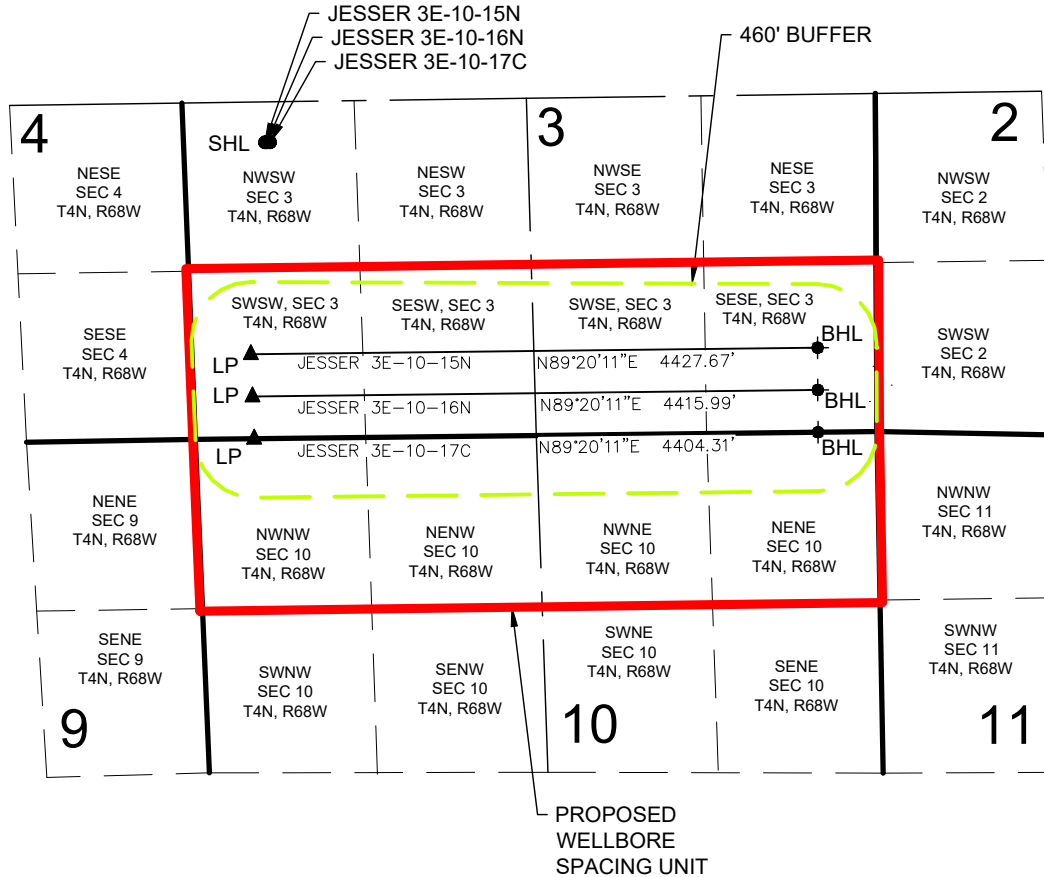 JESSER 3E-10-15N
JESSER 3E-10-16N
JESSER 3E-10-17C
460' BUFFER
4
3
2
SHL
NESE
SEC 4
T4N, R68W
NWSW
SEC 3
T4N, R68W
NESW
SEC 3
T4N, R68W
NWSE
SEC 3
T4N, R68W
NESE
SEC 3
T4N, R68W
NWSW
SEC 2
T4N, R68W
SESE
SEC 4
T4N, R68W
SWSW, SEC 3
T4N, R68W
SESW, SEC 3
T4N, R68W
SWSE, SEC 3
T4N, R68W
SESE, SEC 3
T4N, R68W
SWSW
SEC 2
T4N, R68W
LP
JESSER 3E-10-15N
N89°20'11"E 4427.67'
BHL
LP
JESSER 3E-10-16N
N89°20'11"E 4415.99'
BHL
LP
JESSER 3E-10-17C
N89°20'11"E 4404.31'
BHL
NENE
SEC 9
T4N, R68W
NWNW
SEC 10
T4N, R68W
NENW
SEC 10
T4N, R68W
NWNE
SEC 10
T4N, R68W
NENE
SEC 10
T4N, R68W
NWNW
SEC 11
T4N, R68W
SENE
SEC 9
T4N, R68W
SWNW
SEC 10
T4N, R68W
SENW
SEC 10
T4N, R68W
SWNE
SEC 10
T4N, R68W
SENE
SEC 10
T4N, R68W
SWNW
SEC 11
T4N, R68W
9
10
11
PROPOSED
WELLBORE
SPACING UNIT